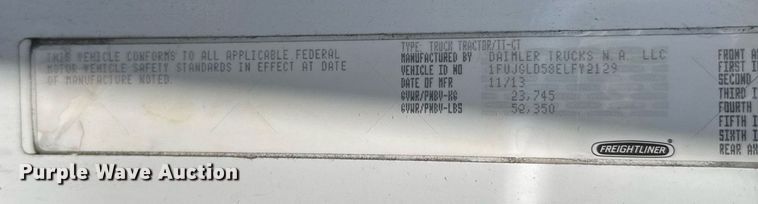 THIS VEHICLE CONFORMS TO ALL APPLICABLE FEDERAL
MOTOR VEHICLE SAFETY STANDARDS IN EFFECT AT DATE
OF MANUFACTURE NOTED.
TYPE: TRUCK TRACTOR/TT-CT
MANUFACTURED BY DAIMLER TRUCKS N.A. LLC
VEHICLE ID NO 1FUJGLD58ELFY2129
DATE OF MFR 11/13
GVWR/PNBV-KG 23,745
GVWR/PNBV-LBS 52,350
FREIGHTLINER
FRONT A
FIRST I
SECOND
THIRD I
FOURTH
FIFTH I
SIXTH I
REAR AX
Purple Wave Auction